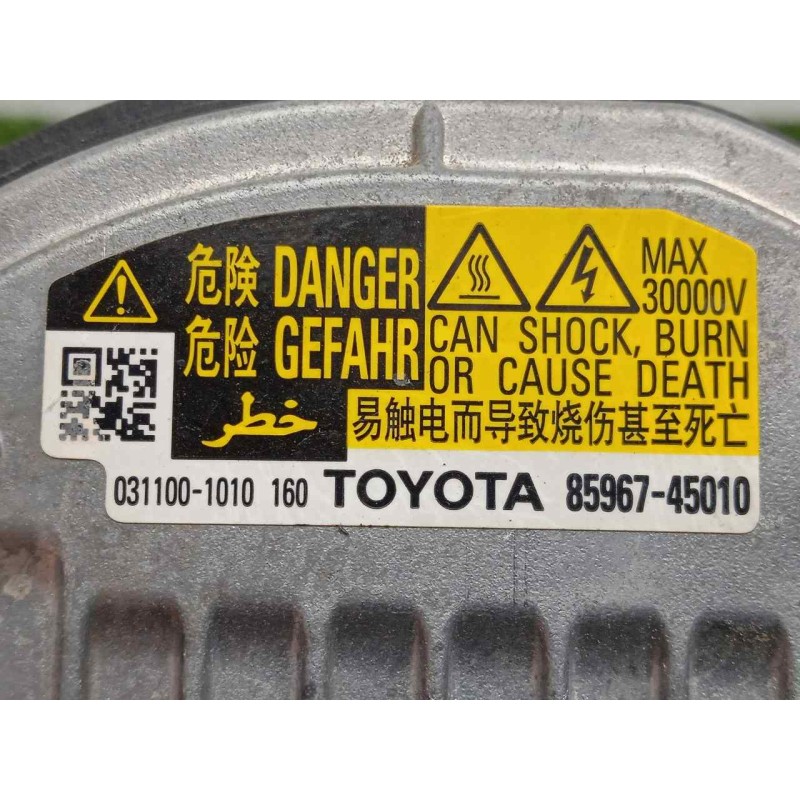 危険 DANGER
危险 GEFAHR
خطر
MAX
30000V
CAN SHOCK, BURN
OR CAUSE DEATH
易触电而导致烧伤甚至死亡
031100-1010 160 TOYOTA 85967-45010